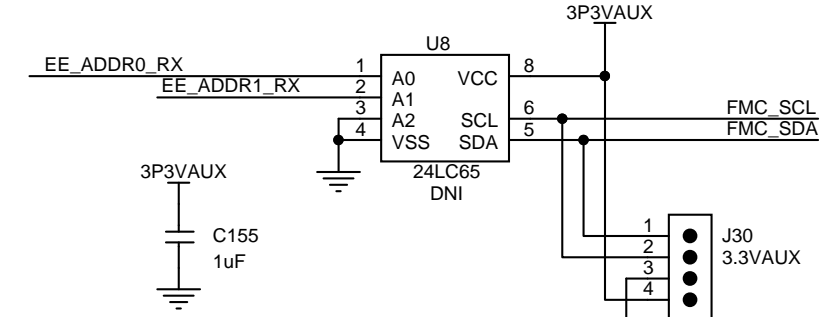 3P3VAUX
U8
EE_ADDR0_RX 1 A0 VCC 8
EE_ADDR1_RX 2 A1
3 A2 SCL 6 FMC_SCL
4 VSS SDA 5 FMC_SDA
24LC65
DNI
3P3VAUX
C155
1uF
1 J30
2 3.3VAUX
3
4